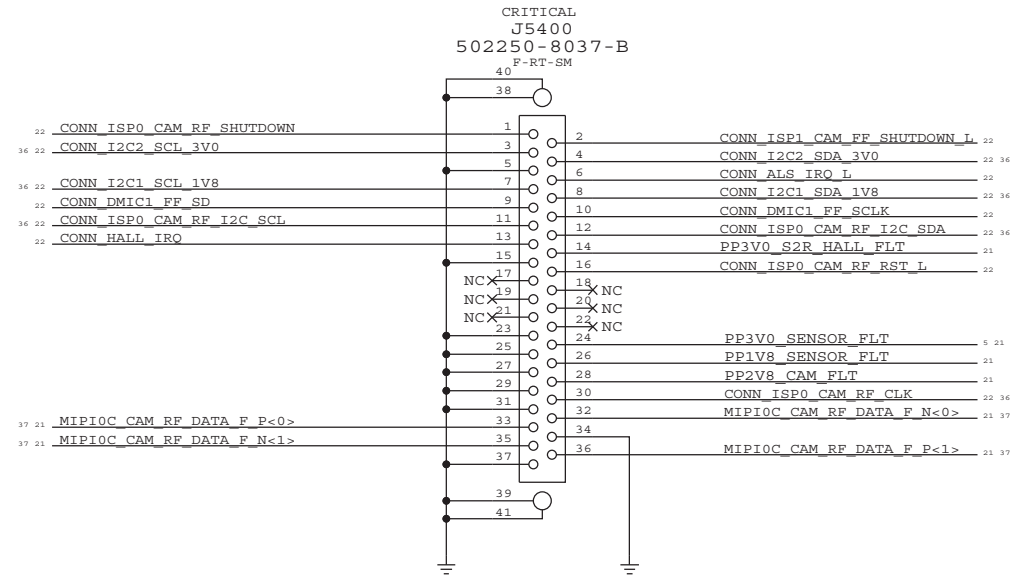 CRITICAL
J5400
502250-8037-B
F-RT-SM
40
38
22 CONN_ISP0_CAM_RF_SHUTDOWN 1
2 CONN_ISP1_CAM_FF_SHUTDOWN_L 22
36 22 CONN_I2C2_SCL_3V0 3
4 CONN_I2C2_SDA_3V0 22 36
5
6 CONN_ALS_IRQ_L 22
36 22 CONN_I2C1_SCL_1V8 7
8 CONN_I2C1_SDA_1V8 22 36
22 CONN_DMIC1_FF_SD 9
10 CONN_DMIC1_FF_SCLK 22
36 22 CONN_ISP0_CAM_RF_I2C_SCL 11
12 CONN_ISP0_CAM_RF_I2C_SDA 22 36
22 CONN_HALL_IRQ 13
14 PP3V0_S2R_HALL_FLT 21
15
16 CONN_ISP0_CAM_RF_RST_L 22
NC 17
18 NC
NC 19
20 NC
NC 21
22 NC
23
24 PP3V0_SENSOR_FLT 5 21
25
26 PP1V8_SENSOR_FLT 21
27
28 PP2V8_CAM_FLT 21
29
30 CONN_ISP0_CAM_RF_CLK 22 36
31
32 MIPI0C_CAM_RF_DATA_F_N<0> 21 37
37 21 MIPI0C_CAM_RF_DATA_F_P<0> 33
34
37 21 MIPI0C_CAM_RF_DATA_F_N<1> 35
36 MIPI0C_CAM_RF_DATA_F_P<1> 21 37
37
39
41